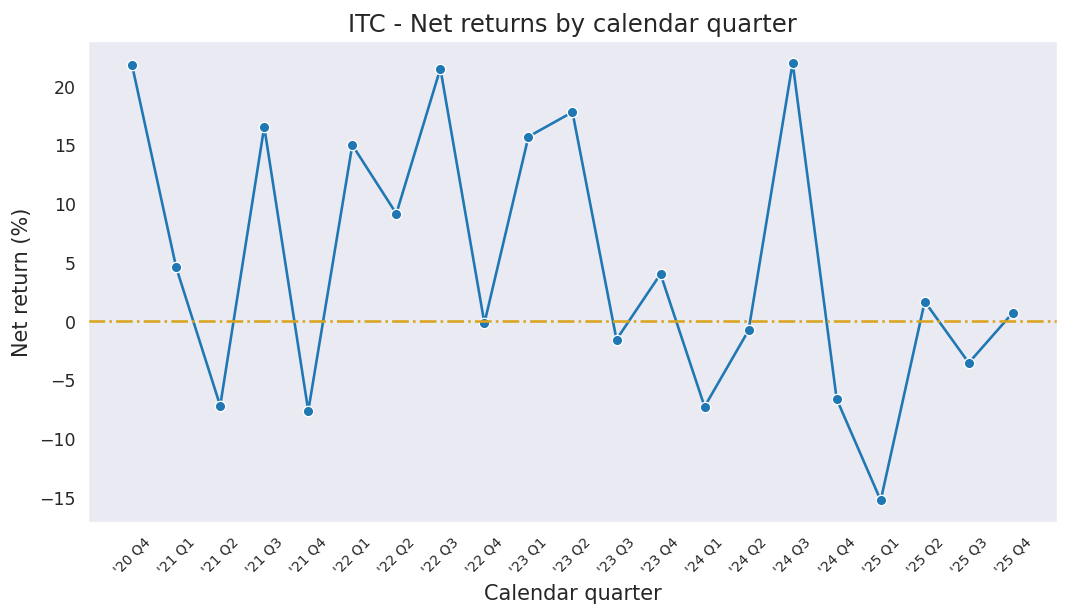 ITC - Net returns by calendar quarter
Net return (%)
20
15
10
5
0
−5
−10
−15
'20 Q4
'21 Q1
'21 Q2
'21 Q3
'21 Q4
'22 Q1
'22 Q2
'22 Q3
'22 Q4
'23 Q1
'23 Q2
'23 Q3
'23 Q4
'24 Q1
'24 Q2
'24 Q3
'24 Q4
'25 Q1
'25 Q2
'25 Q3
'25 Q4
Calendar quarter